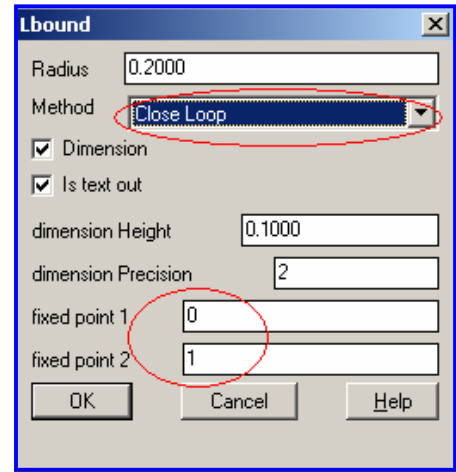 Lbound
Radius 0.2000
Method Close Loop
Dimension
Is text out
dimension Height 0.1000
dimension Precision 2
fixed point 1 0
fixed point 2 1
OK Cancel Help